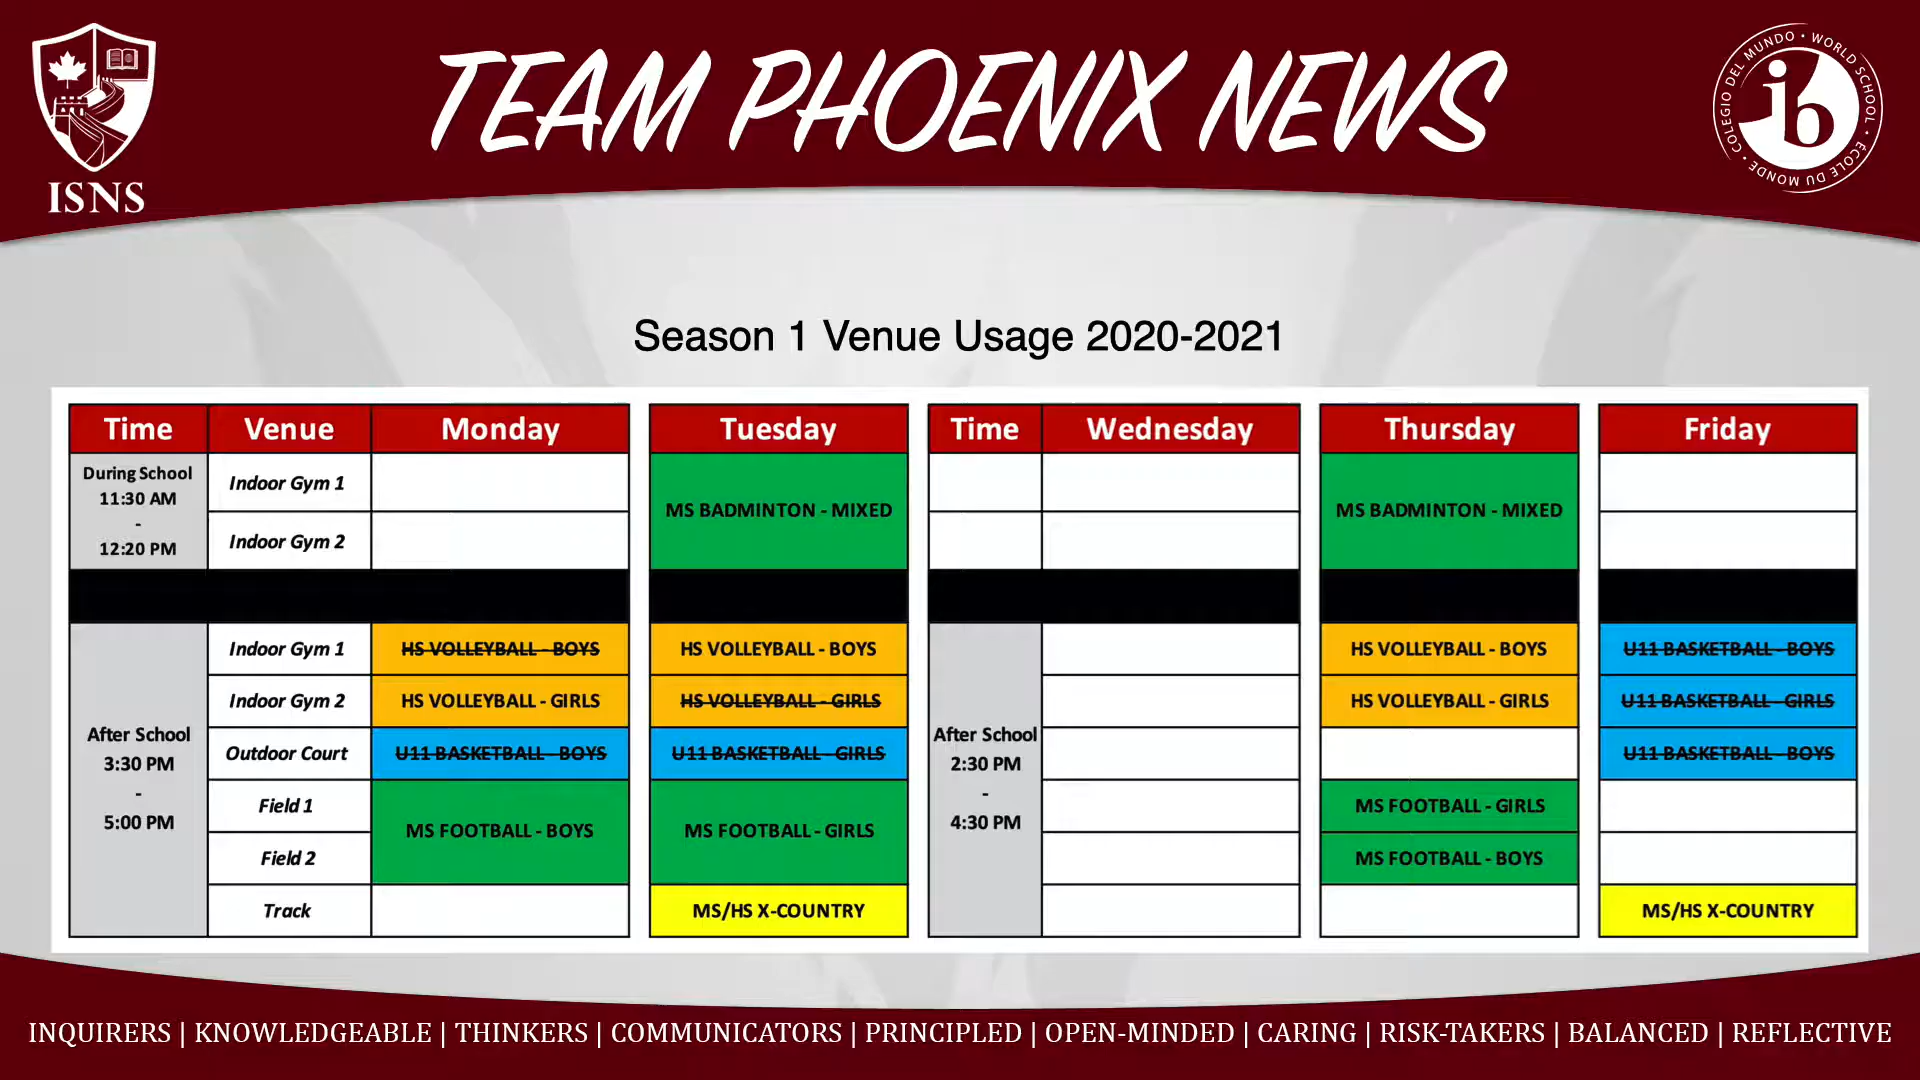 TEAM PHOENIX NEWS
ISNS
COLEGIO DEL MUNDO • WORLD SCHOOL • ÉCOLE DU MONDE •
ib
Season 1 Venue Usage 2020-2021
Time Venue Monday Tuesday Time Wednesday Thursday Friday
During School
11:30 AM
-
12:20 PM
Indoor Gym 1
Indoor Gym 2
MS BADMINTON - MIXED
MS BADMINTON - MIXED
After School
3:30 PM
-
5:00 PM
After School
2:30 PM
-
4:30 PM
Indoor Gym 1 HS VOLLEYBALL - BOYS HS VOLLEYBALL - BOYS HS VOLLEYBALL - BOYS U11 BASKETBALL - BOYS
Indoor Gym 2 HS VOLLEYBALL - GIRLS HS VOLLEYBALL - GIRLS HS VOLLEYBALL - GIRLS U11 BASKETBALL - GIRLS
Outdoor Court U11 BASKETBALL - BOYS U11 BASKETBALL - GIRLS U11 BASKETBALL - BOYS
Field 1 MS FOOTBALL - GIRLS
MS FOOTBALL - BOYS MS FOOTBALL - GIRLS
Field 2 MS FOOTBALL - BOYS
Track MS/HS X-COUNTRY MS/HS X-COUNTRY
INQUIRERS | KNOWLEDGEABLE | THINKERS | COMMUNICATORS | PRINCIPLED | OPEN-MINDED | CARING | RISK-TAKERS | BALANCED | REFLECTIVE